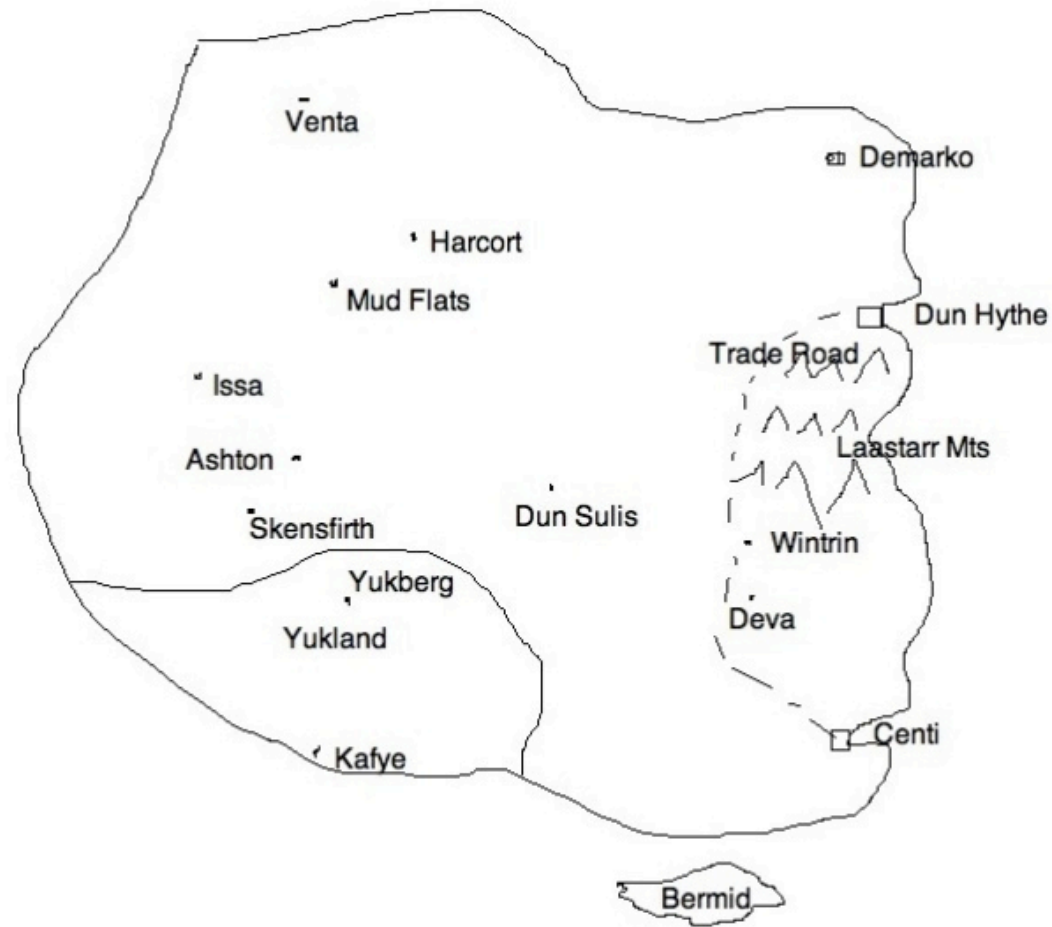 Venta
Demarko
Harcort
Mud Flats
Dun Hythe
Trade Road
Issa
Laastarr Mts
Ashton
Dun Sulis
Skensfirth
Wintrin
Yukberg
Deva
Yukland
Centi
Kafye
Bermid